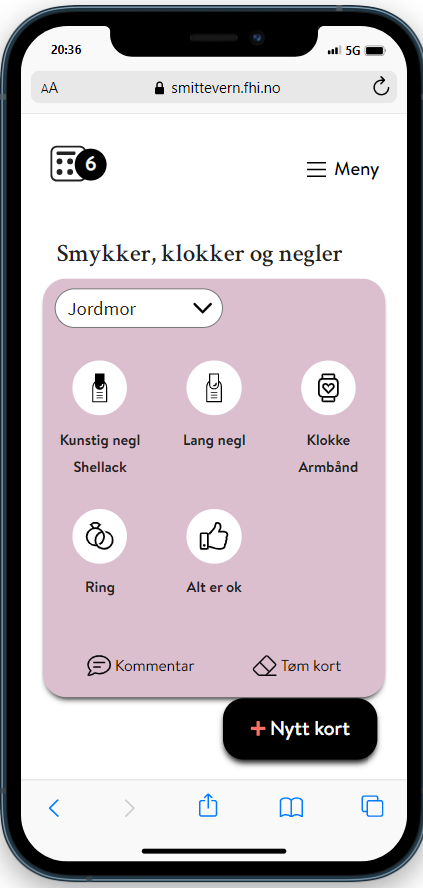 20:36
5G
AA
smittevern.fhi.no
6
Meny
Smykker, klokker og negler
Jordmor
Kunstig negl
Shellack
Lang negl
Klokke
Armbånd
Ring
Alt er ok
Kommentar
Tøm kort
+ Nytt kort